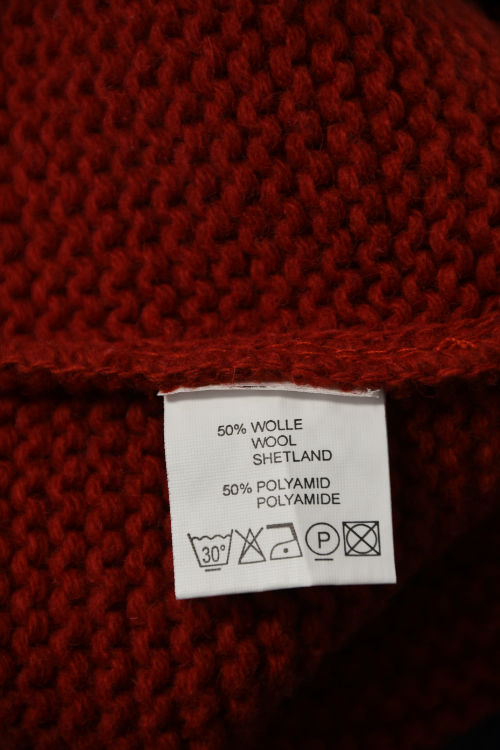 50% WOLLE
WOOL
SHETLAND
50% POLYAMID
POLYAMIDE
30° P